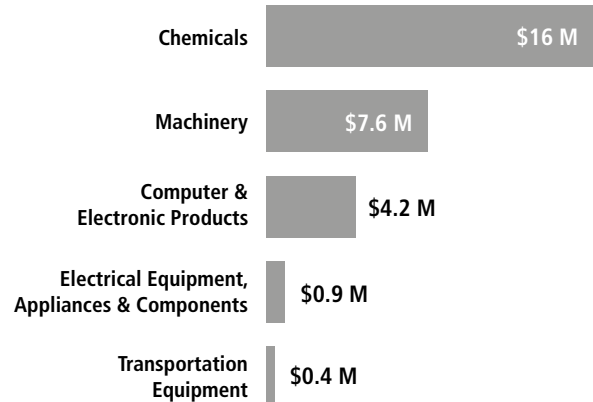 Chemicals
$16 M
Machinery
$7.6 M
Computer &
Electronic Products
$4.2 M
Electrical Equipment,
Appliances & Components
$0.9 M
Transportation
Equipment
$0.4 M